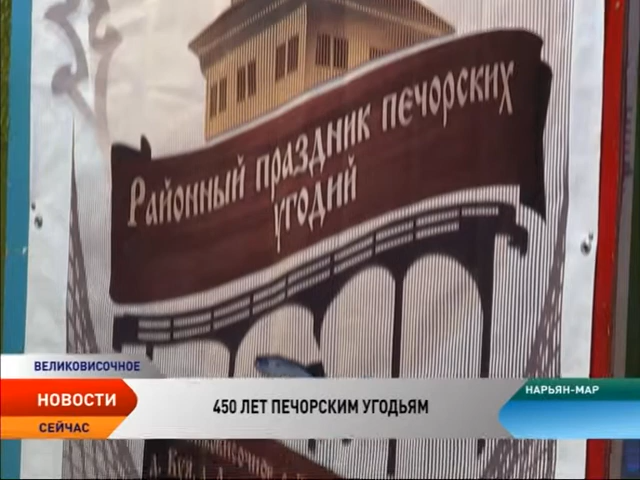 Районный праздник печорских
угодий
ВЕЛИКОВИСОЧНОЕ
НОВОСТИ
СЕЙЧАС
450 ЛЕТ ПЕЧОРСКИМ УГОДЬЯМ
НАРЬЯН-МАР